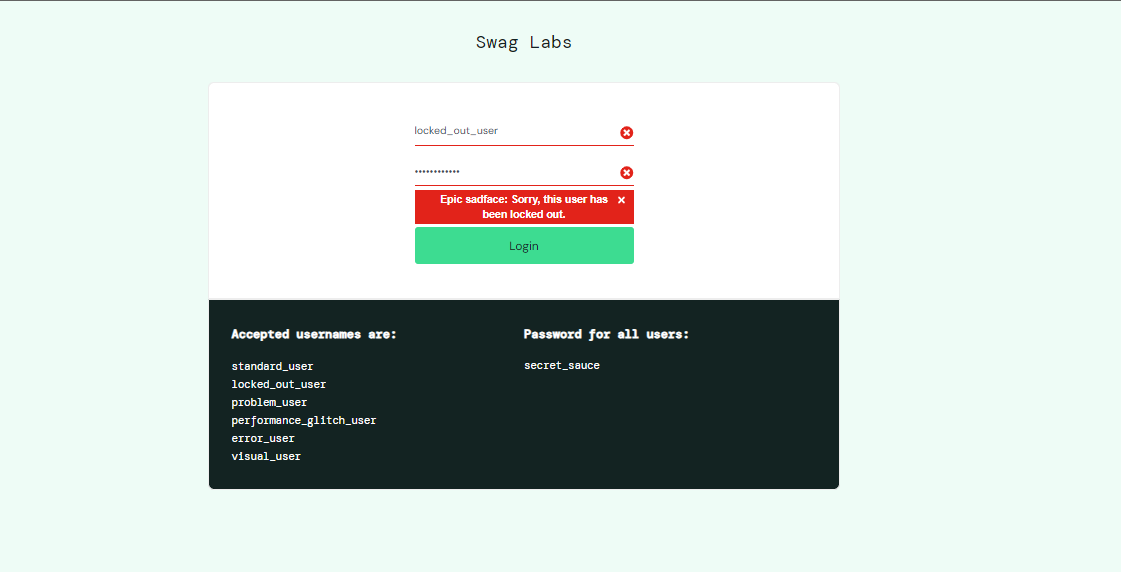 Swag Labs
locked_out_user
••••••••••••
Epic sadface: Sorry, this user has
been locked out.
Login
Accepted usernames are:
standard_user
locked_out_user
problem_user
performance_glitch_user
error_user
visual_user
Password for all users:
secret_sauce